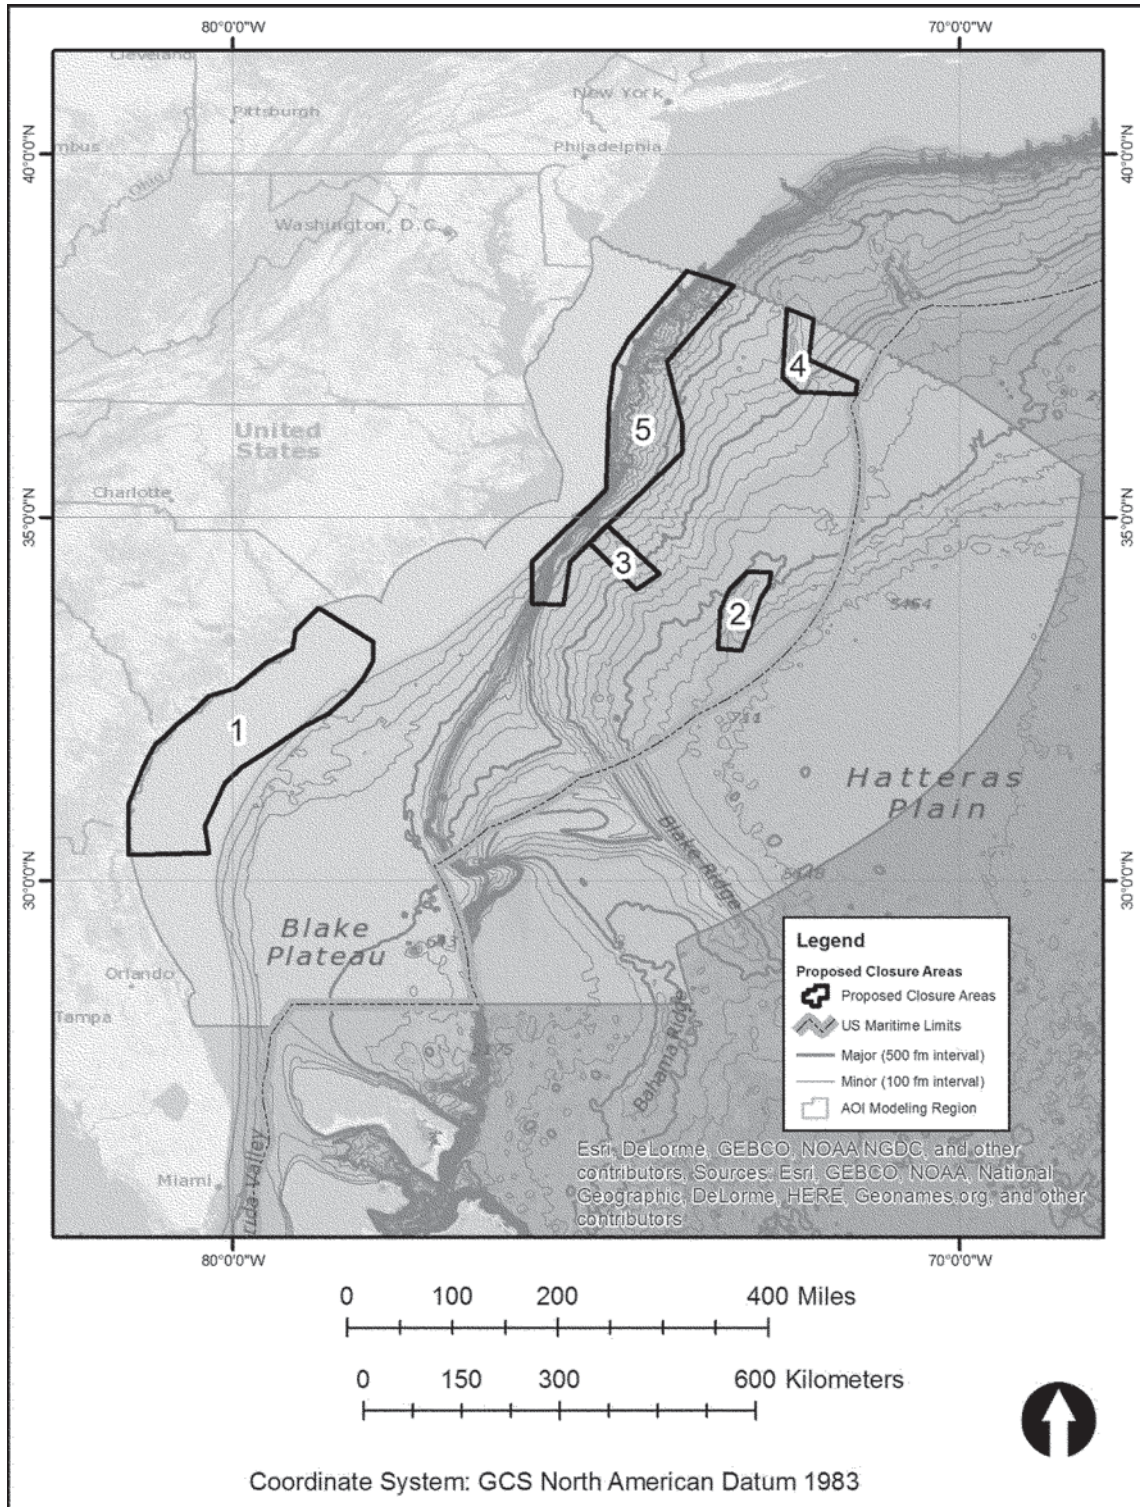 80°0'0"W
70°0'0"W
Cleveland
New York
Pittsburgh
40°0'0"N
mbus
Philadelphia
40°0'0"N
Ohio
Washington, D.C.
4
5
United
States
Charlotte
35°0'0"N
35°0'0"N
3
2
5464
1
Hatteras
Plain
Blake Ridge
30°0'0"N
30°0'0"N
Blake
Plateau
Orlando
Tampa
Bahama Ridge
Miami
rida-Valley
Legend
Proposed Closure Areas
Proposed Closure Areas
US Maritime Limits
Major (500 fm interval)
Minor (100 fm interval)
AOI Modeling Region
Esri, DeLorme, GEBCO, NOAA NGDC, and other
contributors, Sources: Esri, GEBCO, NOAA, National
Geographic, DeLorme, HERE, Geonames.org, and other
contributors
80°0'0"W
70°0'0"W
0 100 200 400 Miles
0 150 300 600 Kilometers
Coordinate System: GCS North American Datum 1983